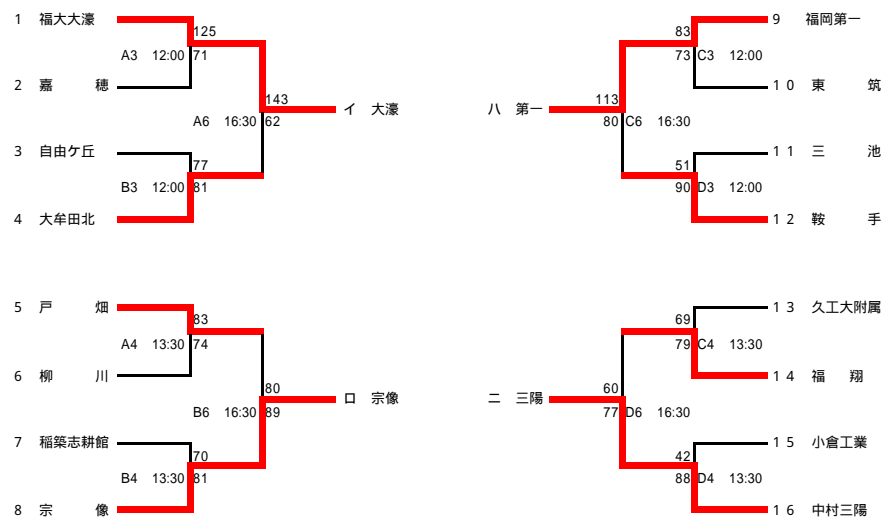 1 福大大濠
125
A3 12:00 71
2 嘉 穂
143
イ 大濠
A6 16:30 62
3 自由ケ丘
77
B3 12:00 81
4 大牟田北
5 戸 畑
83
A4 13:30 74
6 柳 川
80
ロ 宗像
B6 16:30 89
7 稲築志耕館
70
B4 13:30 81
8 宗 像
9 福岡第一
83
73 C3 12:00
10 東 筑
113
ハ 第一
80 C6 16:30
11 三 池
51
90 D3 12:00
12 鞍 手
13 久工大附属
69
79 C4 13:30
14 福 翔
60
ニ 三陽
77 D6 16:30
15 小倉工業
42
88 D4 13:30
16 中村三陽